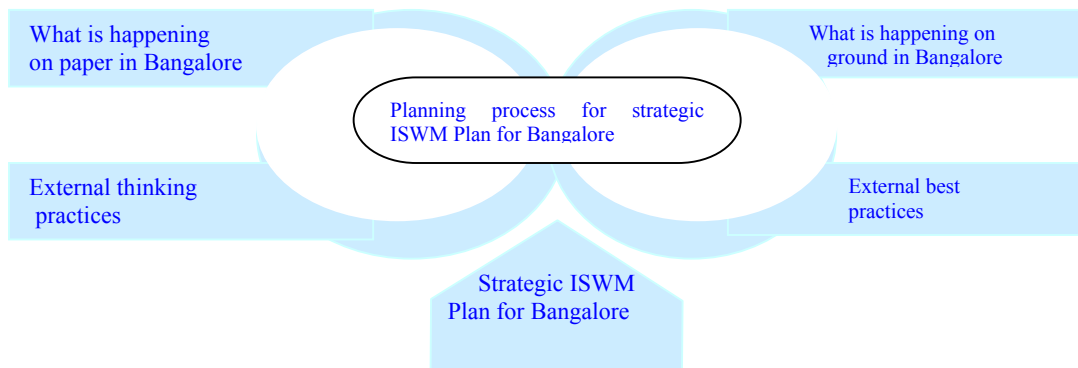 What is happening
on paper in Bangalore
What is happening on
ground in Bangalore
Planning process for strategic
ISWM Plan for Bangalore
External thinking
practices
External best
practices
Strategic ISWM
Plan for Bangalore